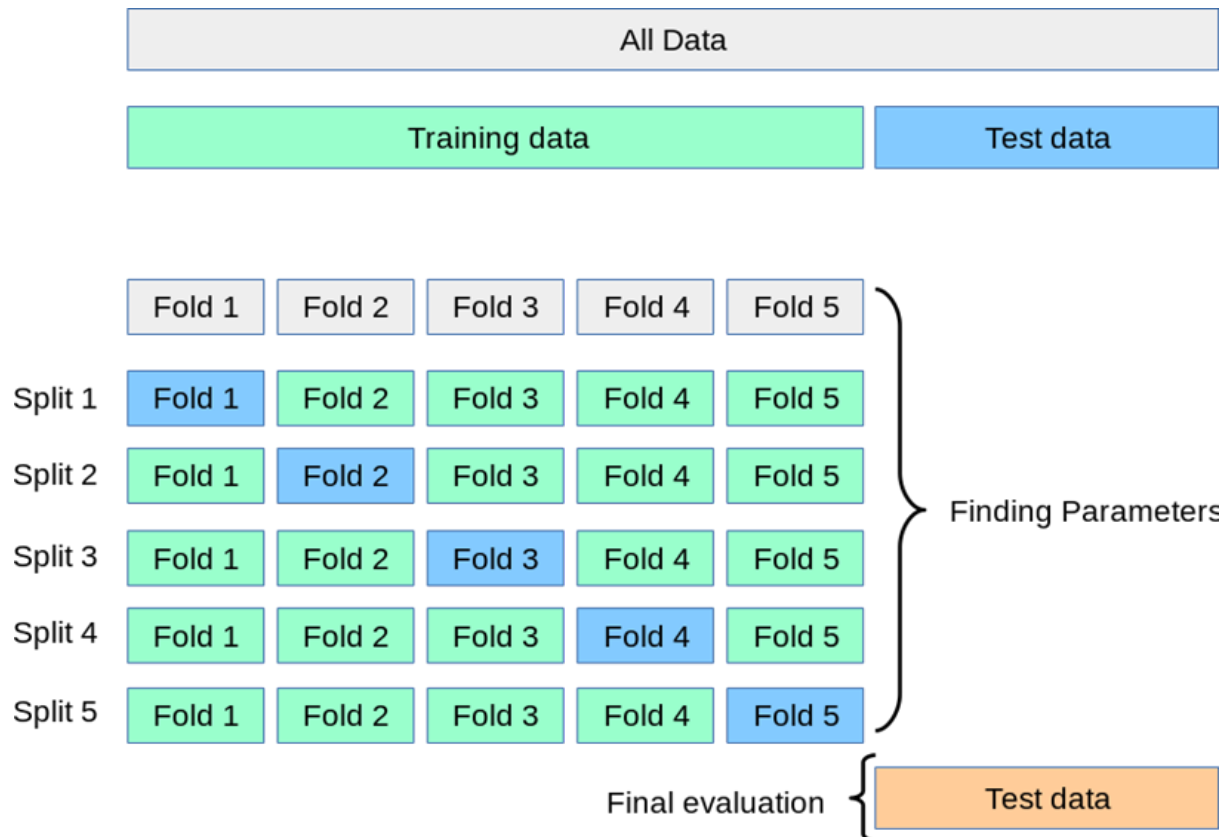 All Data
Training data Test data
Fold 1 Fold 2 Fold 3 Fold 4 Fold 5
Split 1 Fold 1 Fold 2 Fold 3 Fold 4 Fold 5
Split 2 Fold 1 Fold 2 Fold 3 Fold 4 Fold 5
Finding Parameters
Split 3 Fold 1 Fold 2 Fold 3 Fold 4 Fold 5
Split 4 Fold 1 Fold 2 Fold 3 Fold 4 Fold 5
Split 5 Fold 1 Fold 2 Fold 3 Fold 4 Fold 5
Final evaluation Test data